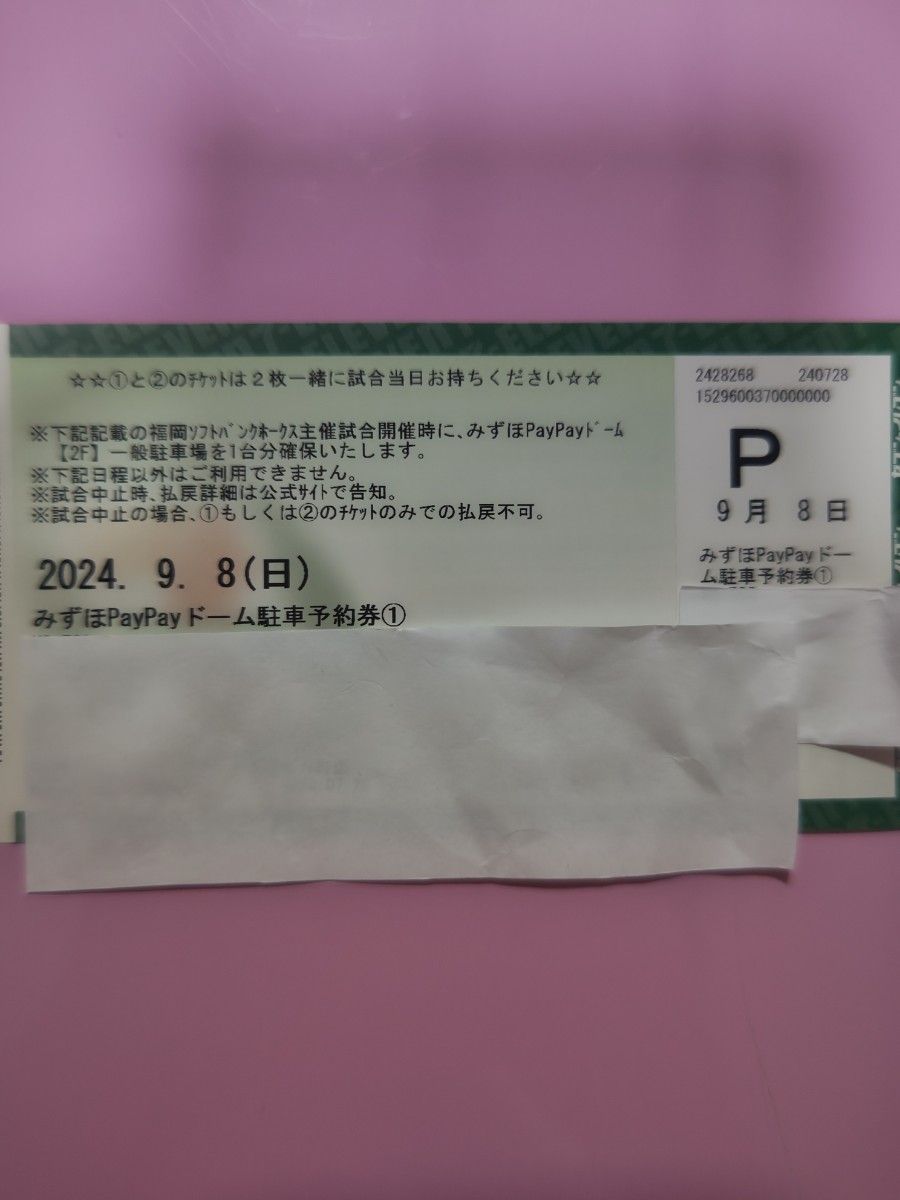 ☆☆①と②のﾁｹｯﾄは２枚一緒に試合当日お持ちください☆☆
※下記記載の福岡ｿﾌﾄﾊﾞﾝｸﾎｰｸｽ主催試合開催時に、みずほPayPayﾄﾞｰﾑ
【2F】一般駐車場を1台分確保いたします。
※下記日程以外はご利用できません。
※試合中止時、払戻詳細は公式ｻｲﾄで告知。
※試合中止の場合、①もしくは②のﾁｹｯﾄのみでの払戻不可。
2024. 9. 8(日)
みずほPayPayドーム駐車予約券①
2428268 240728
1529600370000000
P
9月 8日
みずほPayPayドー
ム駐車予約券①